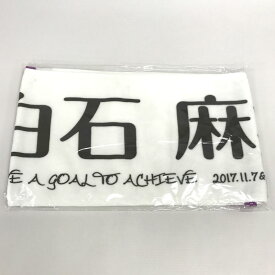 白石 麻
E A GOAL TO ACHIEVE 2017.11.7&